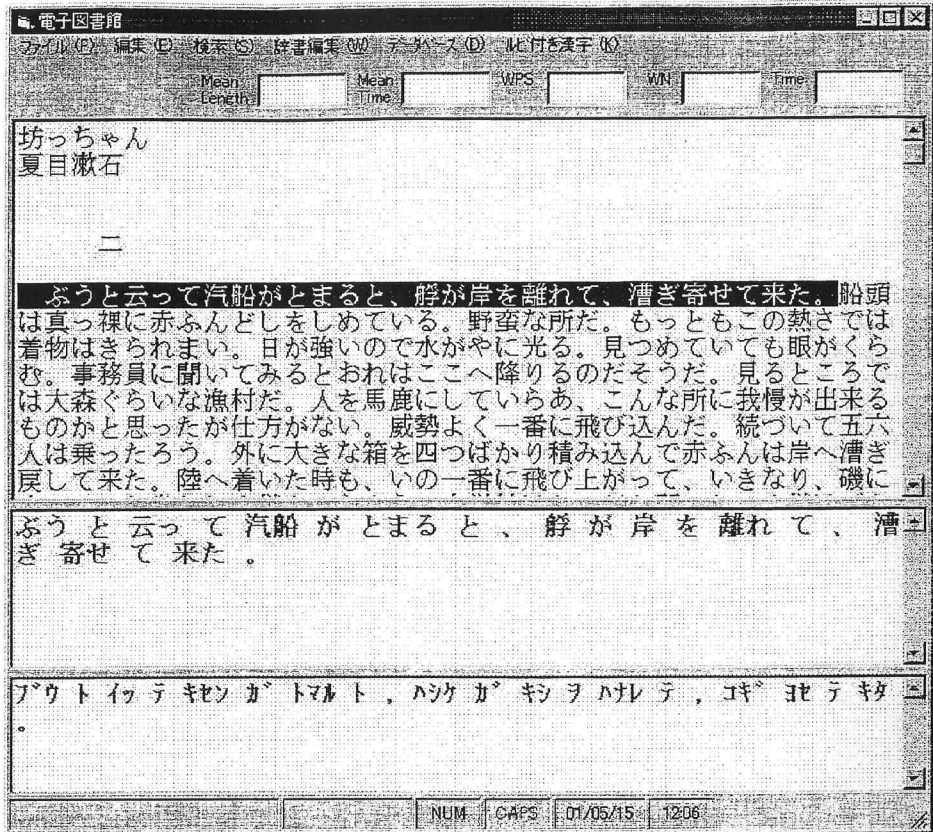 電子図書館
ファイル(F) 編集(E) 検索(S) 辞書編集(W) データベース(D) ルビ付き漢字(K)
Mean Length Mean Time WPS WN Time
坊っちゃん
夏目漱石
二
ぶうと云って汽船がとまると、艀が岸を離れて、漕ぎ寄せて来た。船頭
は真っ裸に赤ふんどしをしめている。野蛮な所だ。もっともこの熱さでは
着物はきられまい。日が強いので水がやに光る。見つめていても眼がくら
む。事務員に聞いてみるとおれはここへ降りるのだそうだ。見るところで
は大森ぐらいな漁村だ。人を馬鹿にしていらあ、こんな所に我慢が出来る
ものかと思ったが仕方がない。威勢よく一番に飛び込んだ。続づいて五六
人は乗ったろう。外に大きな箱を四つばかり積み込んで赤ふんは岸へ漕ぎ
戻して来た。陸へ着いた時も、いの一番に飛び上がって、いきなり、磯に
ぶう と 云っ て 汽船 が とまる と 、 艀 が 岸 を 離れ て 、 漕
ぎ 寄せ て 来た 。
ブウ ト イッ テ キセン ガ トマル ト , ハシケ ガ キシ ヲ ハナレ テ , コギ ヨセ テ キタ
。
NUM CAPS 01/05/15 12:06